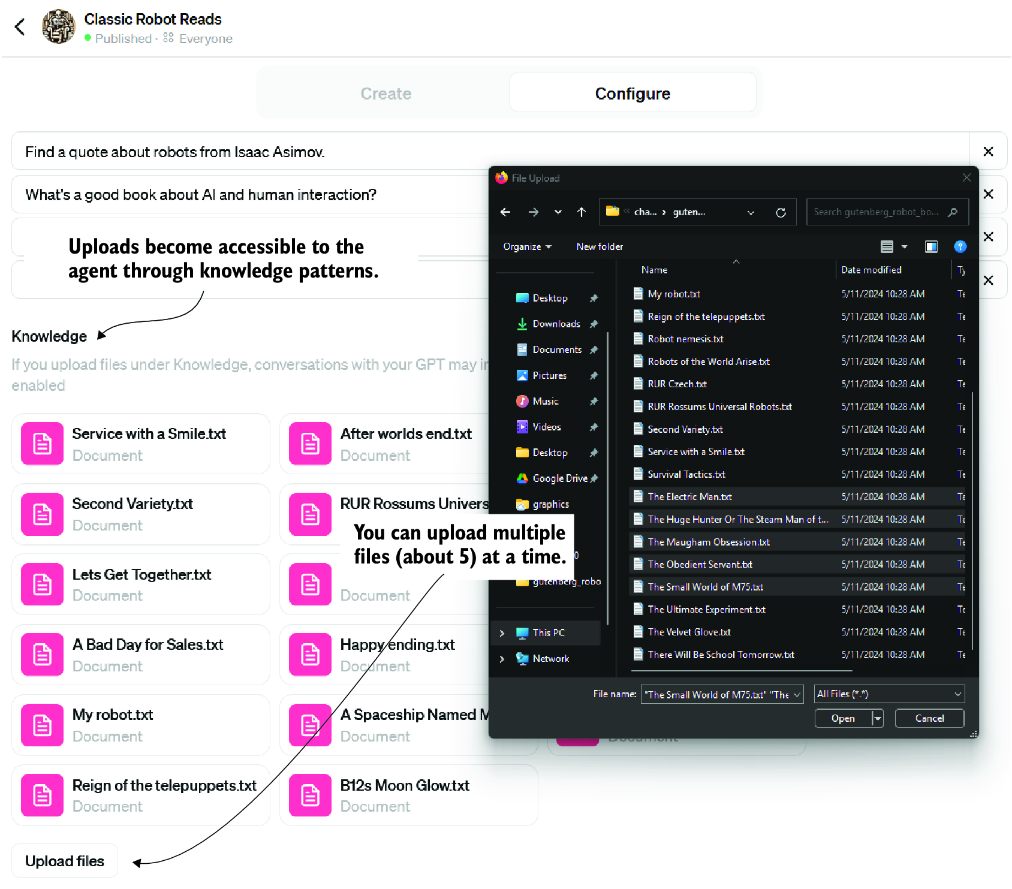 Classic Robot Reads
Published · Everyone
Create
Configure
Find a quote about robots from Isaac Asimov.
What's a good book about AI and human interaction?
Uploads become accessible to the
agent through knowledge patterns.
Knowledge
If you upload files under Knowledge, conversations with your GPT may
enabled
Service with a Smile.txt
Document
After worlds end.txt
Document
Second Variety.txt
Document
RUR Rossums Univers
You can upload multiple
files (about 5) at a time.
Lets Get Together.txt
Document
Document
A Bad Day for Sales.txt
Document
Happy ending.txt
Document
My robot.txt
Document
A Spaceship Named M
Document
Document
Reign of the telepuppets.txt
Document
B12s Moon Glow.txt
Document
Upload files
File Upload
cha... > guten...
Search gutenberg_robot_bo...
Organize
New folder
Name
Date modified
Ty
Desktop
Downloads
Documents
Pictures
Music
Videos
Desktop
Google Drive
graphics
0
gutenberg_robo
This PC
Network
My robot.txt 5/11/2024 10:28 AM Te
Reign of the telepuppets.txt 5/11/2024 10:28 AM Te
Robot nemesis.txt 5/11/2024 10:28 AM Te
Robots of the World Arise.txt 5/11/2024 10:28 AM Te
RUR Czech.txt 5/11/2024 10:28 AM Te
RUR Rossums Universal Robots.txt 5/11/2024 10:28 AM Te
Second Variety.txt 5/11/2024 10:28 AM Te
Service with a Smile.txt 5/11/2024 10:28 AM Te
Survival Tactics.txt 5/11/2024 10:28 AM Te
The Electric Man.txt 5/11/2024 10:28 AM Te
The Huge Hunter Or The Steam Man of t... 5/11/2024 10:28 AM Te
The Maugham Obsession.txt 5/11/2024 10:28 AM Te
The Obedient Servant.txt 5/11/2024 10:28 AM Te
The Small World of M75.txt 5/11/2024 10:28 AM Te
The Ultimate Experiment.txt 5/11/2024 10:28 AM Te
The Velvet Glove.txt 5/11/2024 10:28 AM Te
There Will Be School Tomorrow.txt 5/11/2024 10:28 AM Te
File name: "The Small World of M75.txt" "The
All Files (*.*)
Open
Cancel